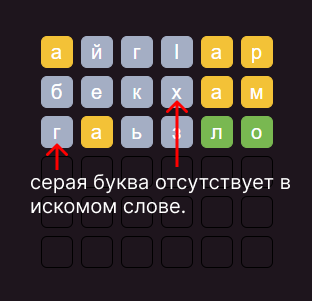 а й г l а р
б е к х а м
г а ь з л о
серая буква отсутствует в
искомом слове.